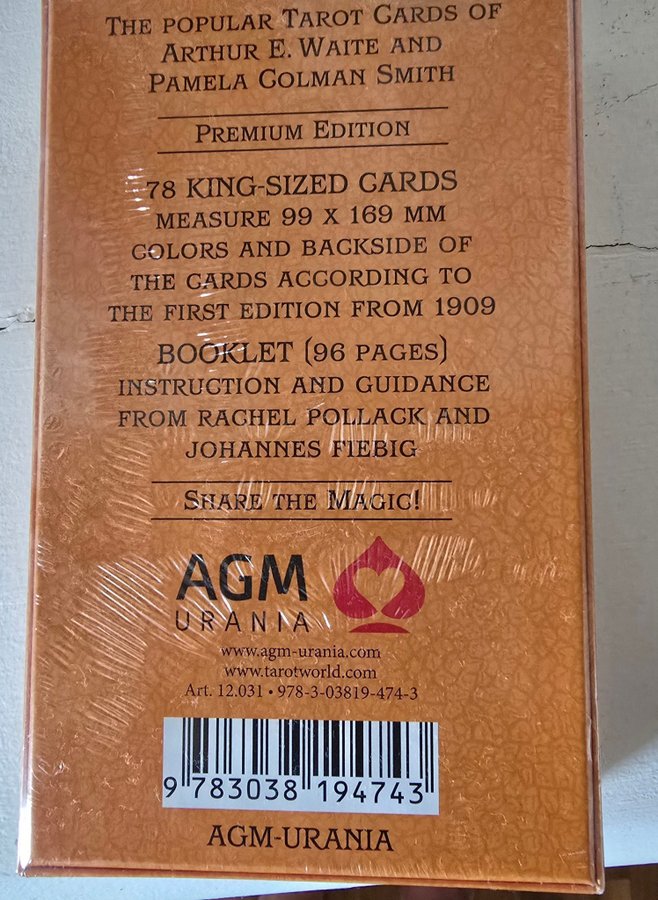 The popular Tarot Cards of
Arthur E. Waite and
Pamela Colman Smith
Premium Edition
78 king-sized cards
measure 99 x 169 mm
colors and backside of
the cards according to
the first edition from 1909
booklet (96 pages)
instruction and guidance
from rachel pollack and
johannes fiebig
Share the Magic!
AGM
URANIA
www.agm-urania.com
www.tarotworld.com
Art. 12.031 • 978-3-03819-474-3
9 783038 194743
AGM-URANIA